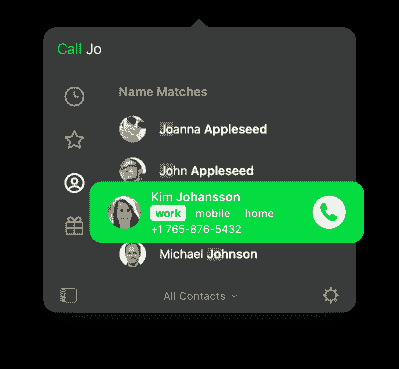 Call Jo
Name Matches
Joanna Appleseed
John Appleseed
Kim Johansson
work mobile home
+1 765-876-5432
Michael Johnson
All Contacts